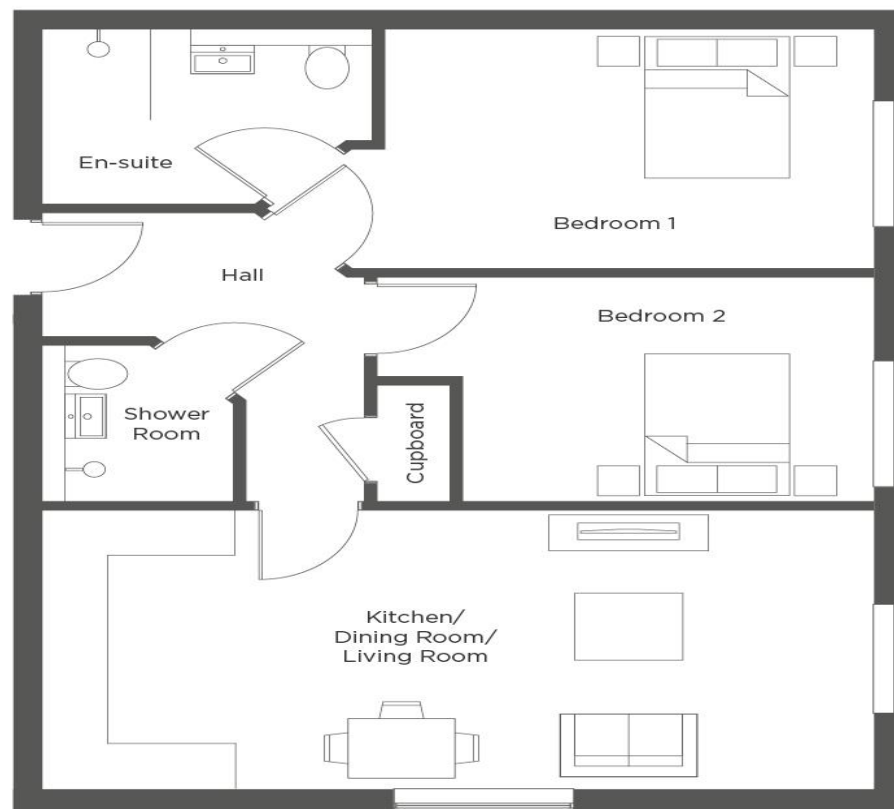 En-suite
Bedroom 1
Hall
Bedroom 2
Shower
Room
Cupboard
Kitchen/
Dining Room/
Living Room